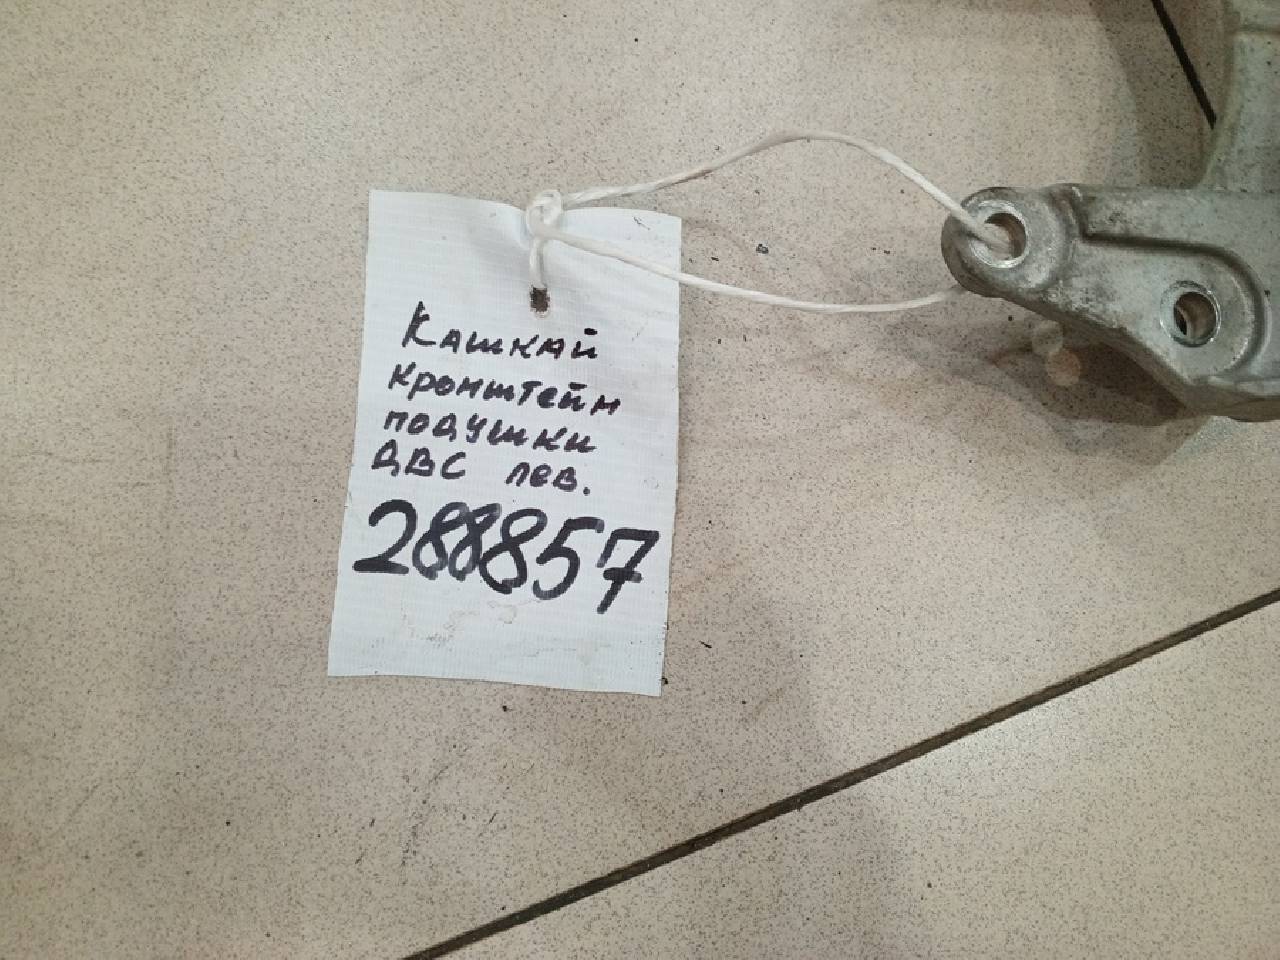 Кашкай
кронштейн
подушки
ДВС лев.
288857